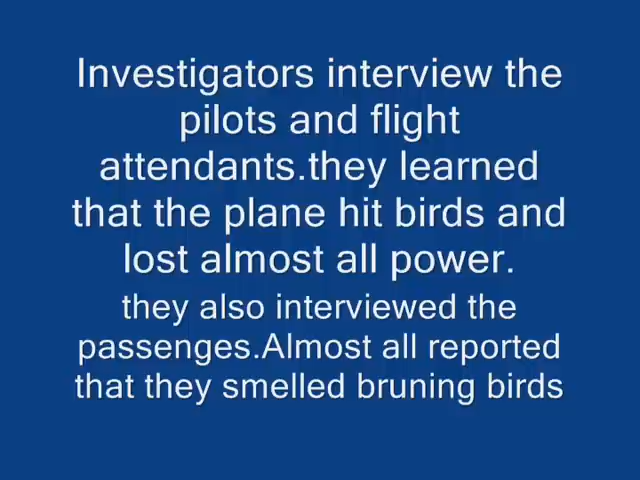 Investigators interview the
pilots and flight
attendants.they learned
that the plane hit birds and
lost almost all power.
they also interviewed the
passenges.Almost all reported
that they smelled bruning birds